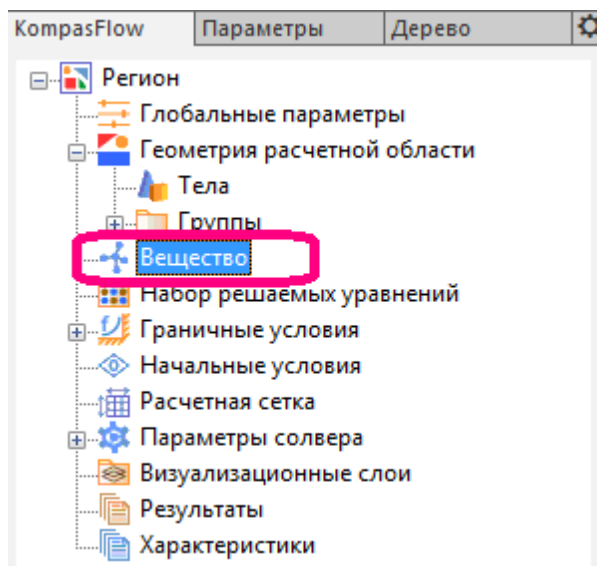 KompasFlow Параметры Дерево
Регион
Глобальные параметры
Геометрия расчетной области
Тела
Группы
Вещество
Набор решаемых уравнений
Граничные условия
Начальные условия
Расчетная сетка
Параметры солвера
Визуализационные слои
Результаты
Характеристики